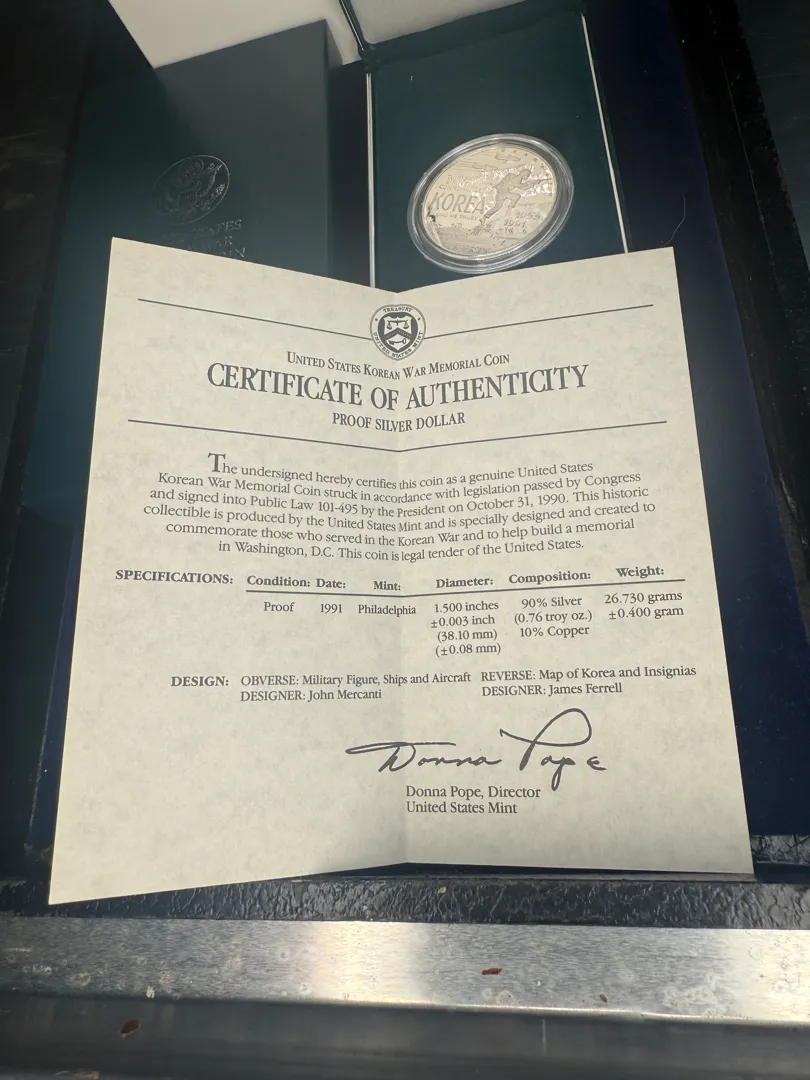 KOREA
TREASURY
UNITED STATES MINT
UNITED STATES KOREAN WAR MEMORIAL COIN
CERTIFICATE OF AUTHENTICITY
PROOF SILVER DOLLAR
The undersigned hereby certifies this coin as a genuine United States
Korean War Memorial Coin struck in accordance with legislation passed by Congress
and signed into Public Law 101-495 by the President on October 31, 1990. This historic
collectible is produced by the United States Mint and is specially designed and created to
commemorate those who served in the Korean War and to help build a memorial
in Washington, D.C. This coin is legal tender of the United States.
SPECIFICATIONS: Condition: Date: Mint: Diameter: Composition: Weight:
Proof 1991 Philadelphia 1.500 inches 90% Silver 26.730 grams
±0.003 inch (0.76 troy oz.) ±0.400 gram
(38.10 mm) 10% Copper
(±0.08 mm)
DESIGN: OBVERSE: Military Figure, Ships and Aircraft REVERSE: Map of Korea and Insignias
DESIGNER: John Mercanti DESIGNER: James Ferrell
Donna Pope
Donna Pope, Director
United States Mint